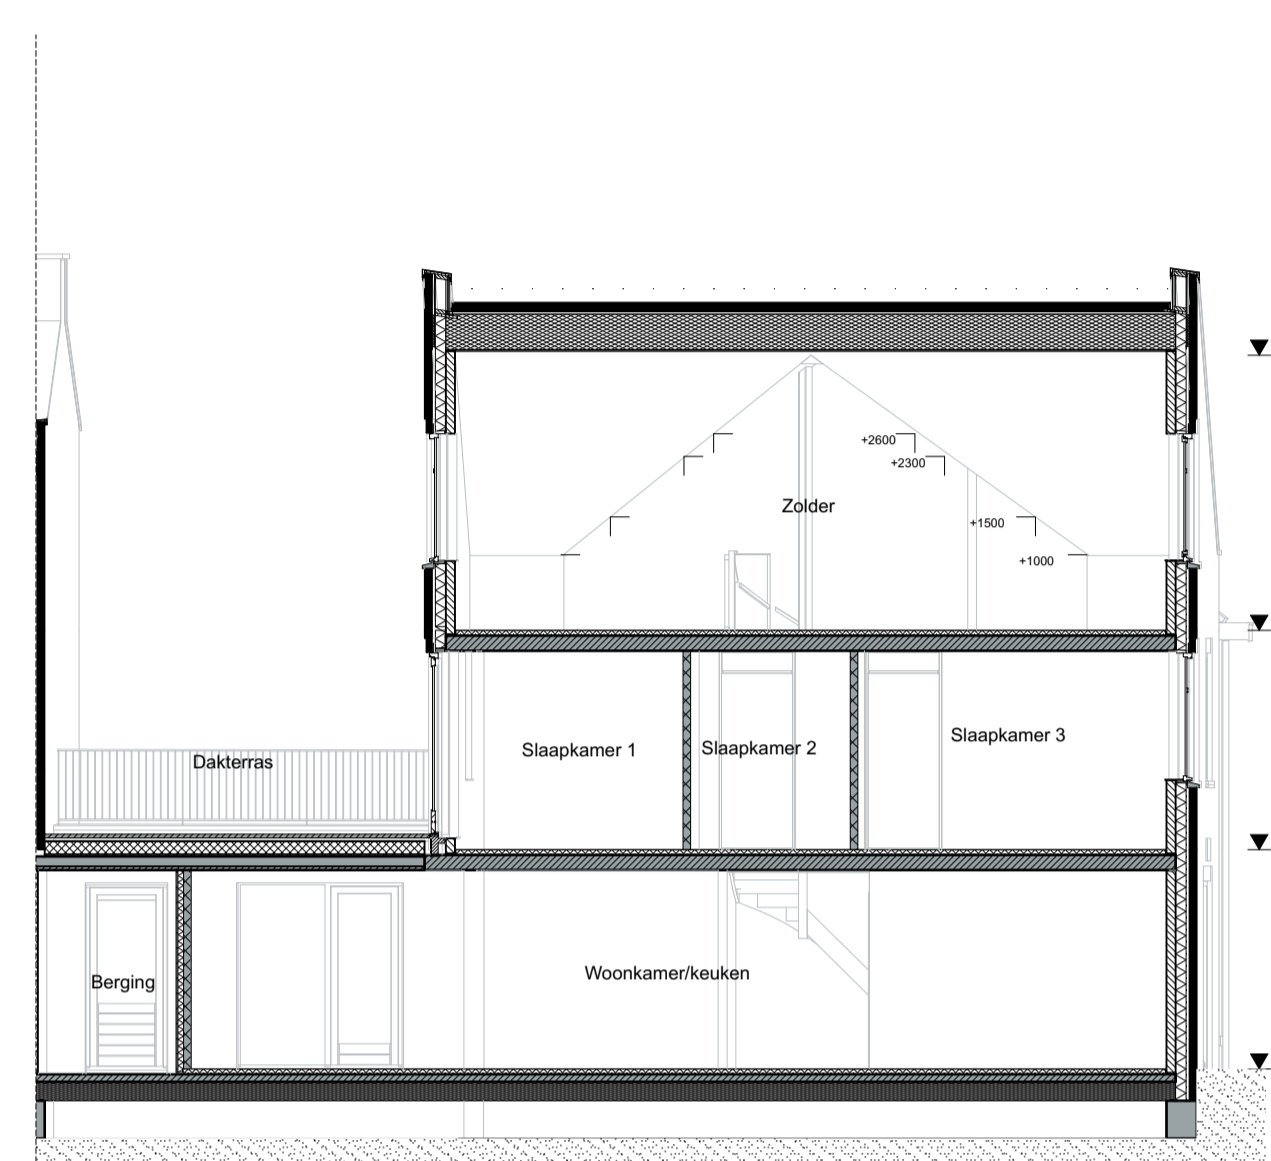 +2600
+2300
Zolder
+1500
+1000
Slaapkamer 1
Slaapkamer 2
Slaapkamer 3
Dakterras
Berging
Woonkamer/keuken